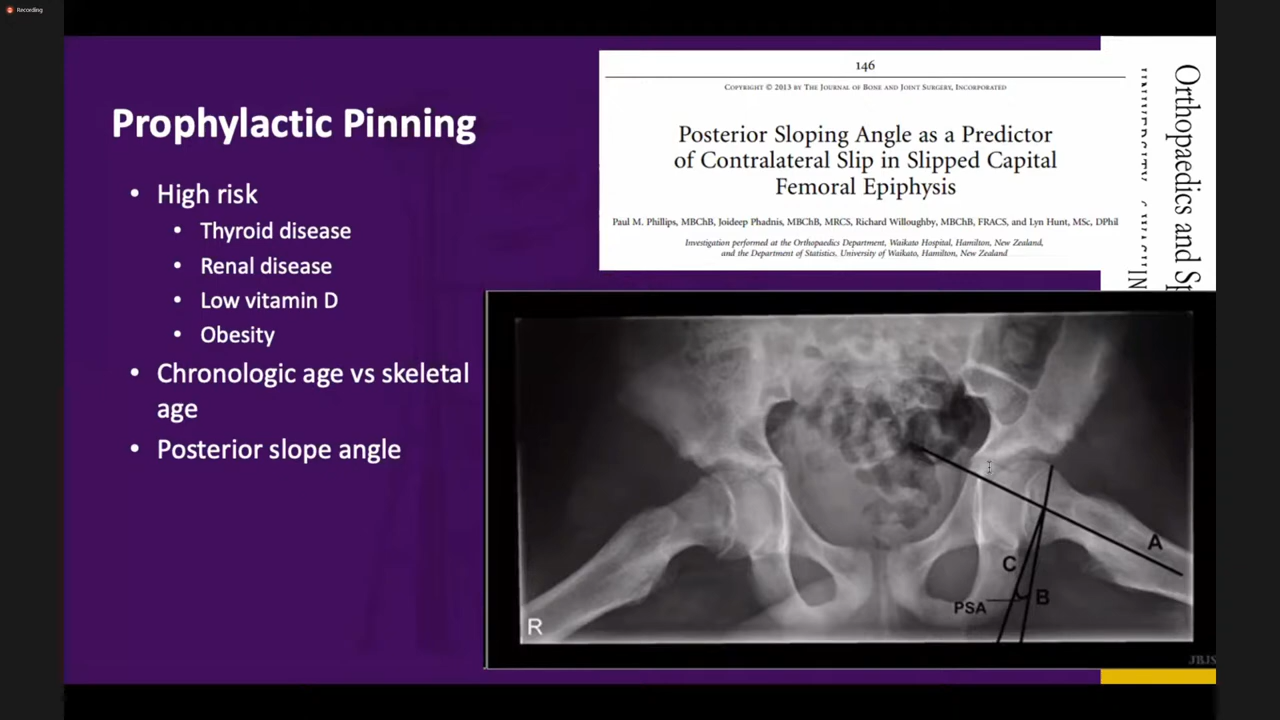 Recording
Prophylactic Pinning
• High risk
• Thyroid disease
• Renal disease
• Low vitamin D
• Obesity
• Chronologic age vs skeletal
age
• Posterior slope angle
146
COPYRIGHT © 2013 BY THE JOURNAL OF BONE AND JOINT SURGERY, INCORPORATED
Posterior Sloping Angle as a Predictor
of Contralateral Slip in Slipped Capital
Femoral Epiphysis
Paul M. Phillips, MBChB, Joideep Phadnis, MBChB, MRCS, Richard Willoughby, MBChB, FRACS, and Lyn Hunt, MSc, DPhil
Investigation performed at the Orthopaedics Department, Waikato Hospital, Hamilton, New Zealand,
and the Department of Statistics, University of Waikato, Hamilton, New Zealand
Orthopaedics and
A
C
B
PSA
R
JBJS